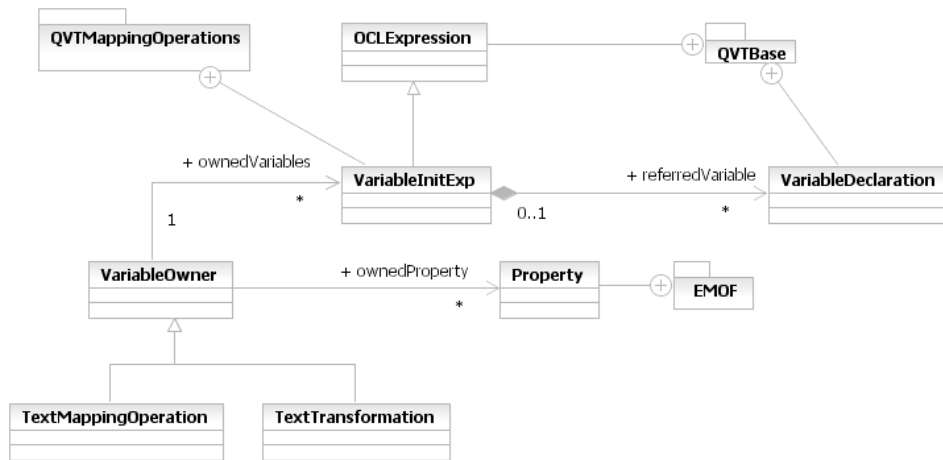 QVTMappingOperations
OCLExpression
QVTBase
+ ownedVariables
VariableInitExp
+ referredVariable
VariableDeclaration
*
0..1
*
1
VariableOwner
+ ownedProperty
Property
EMOF
*
TextMappingOperation
TextTransformation